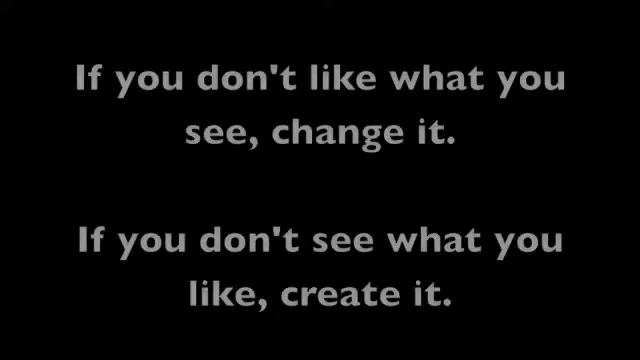 If you don't like what you
see, change it.
If you don't see what you
like, create it.